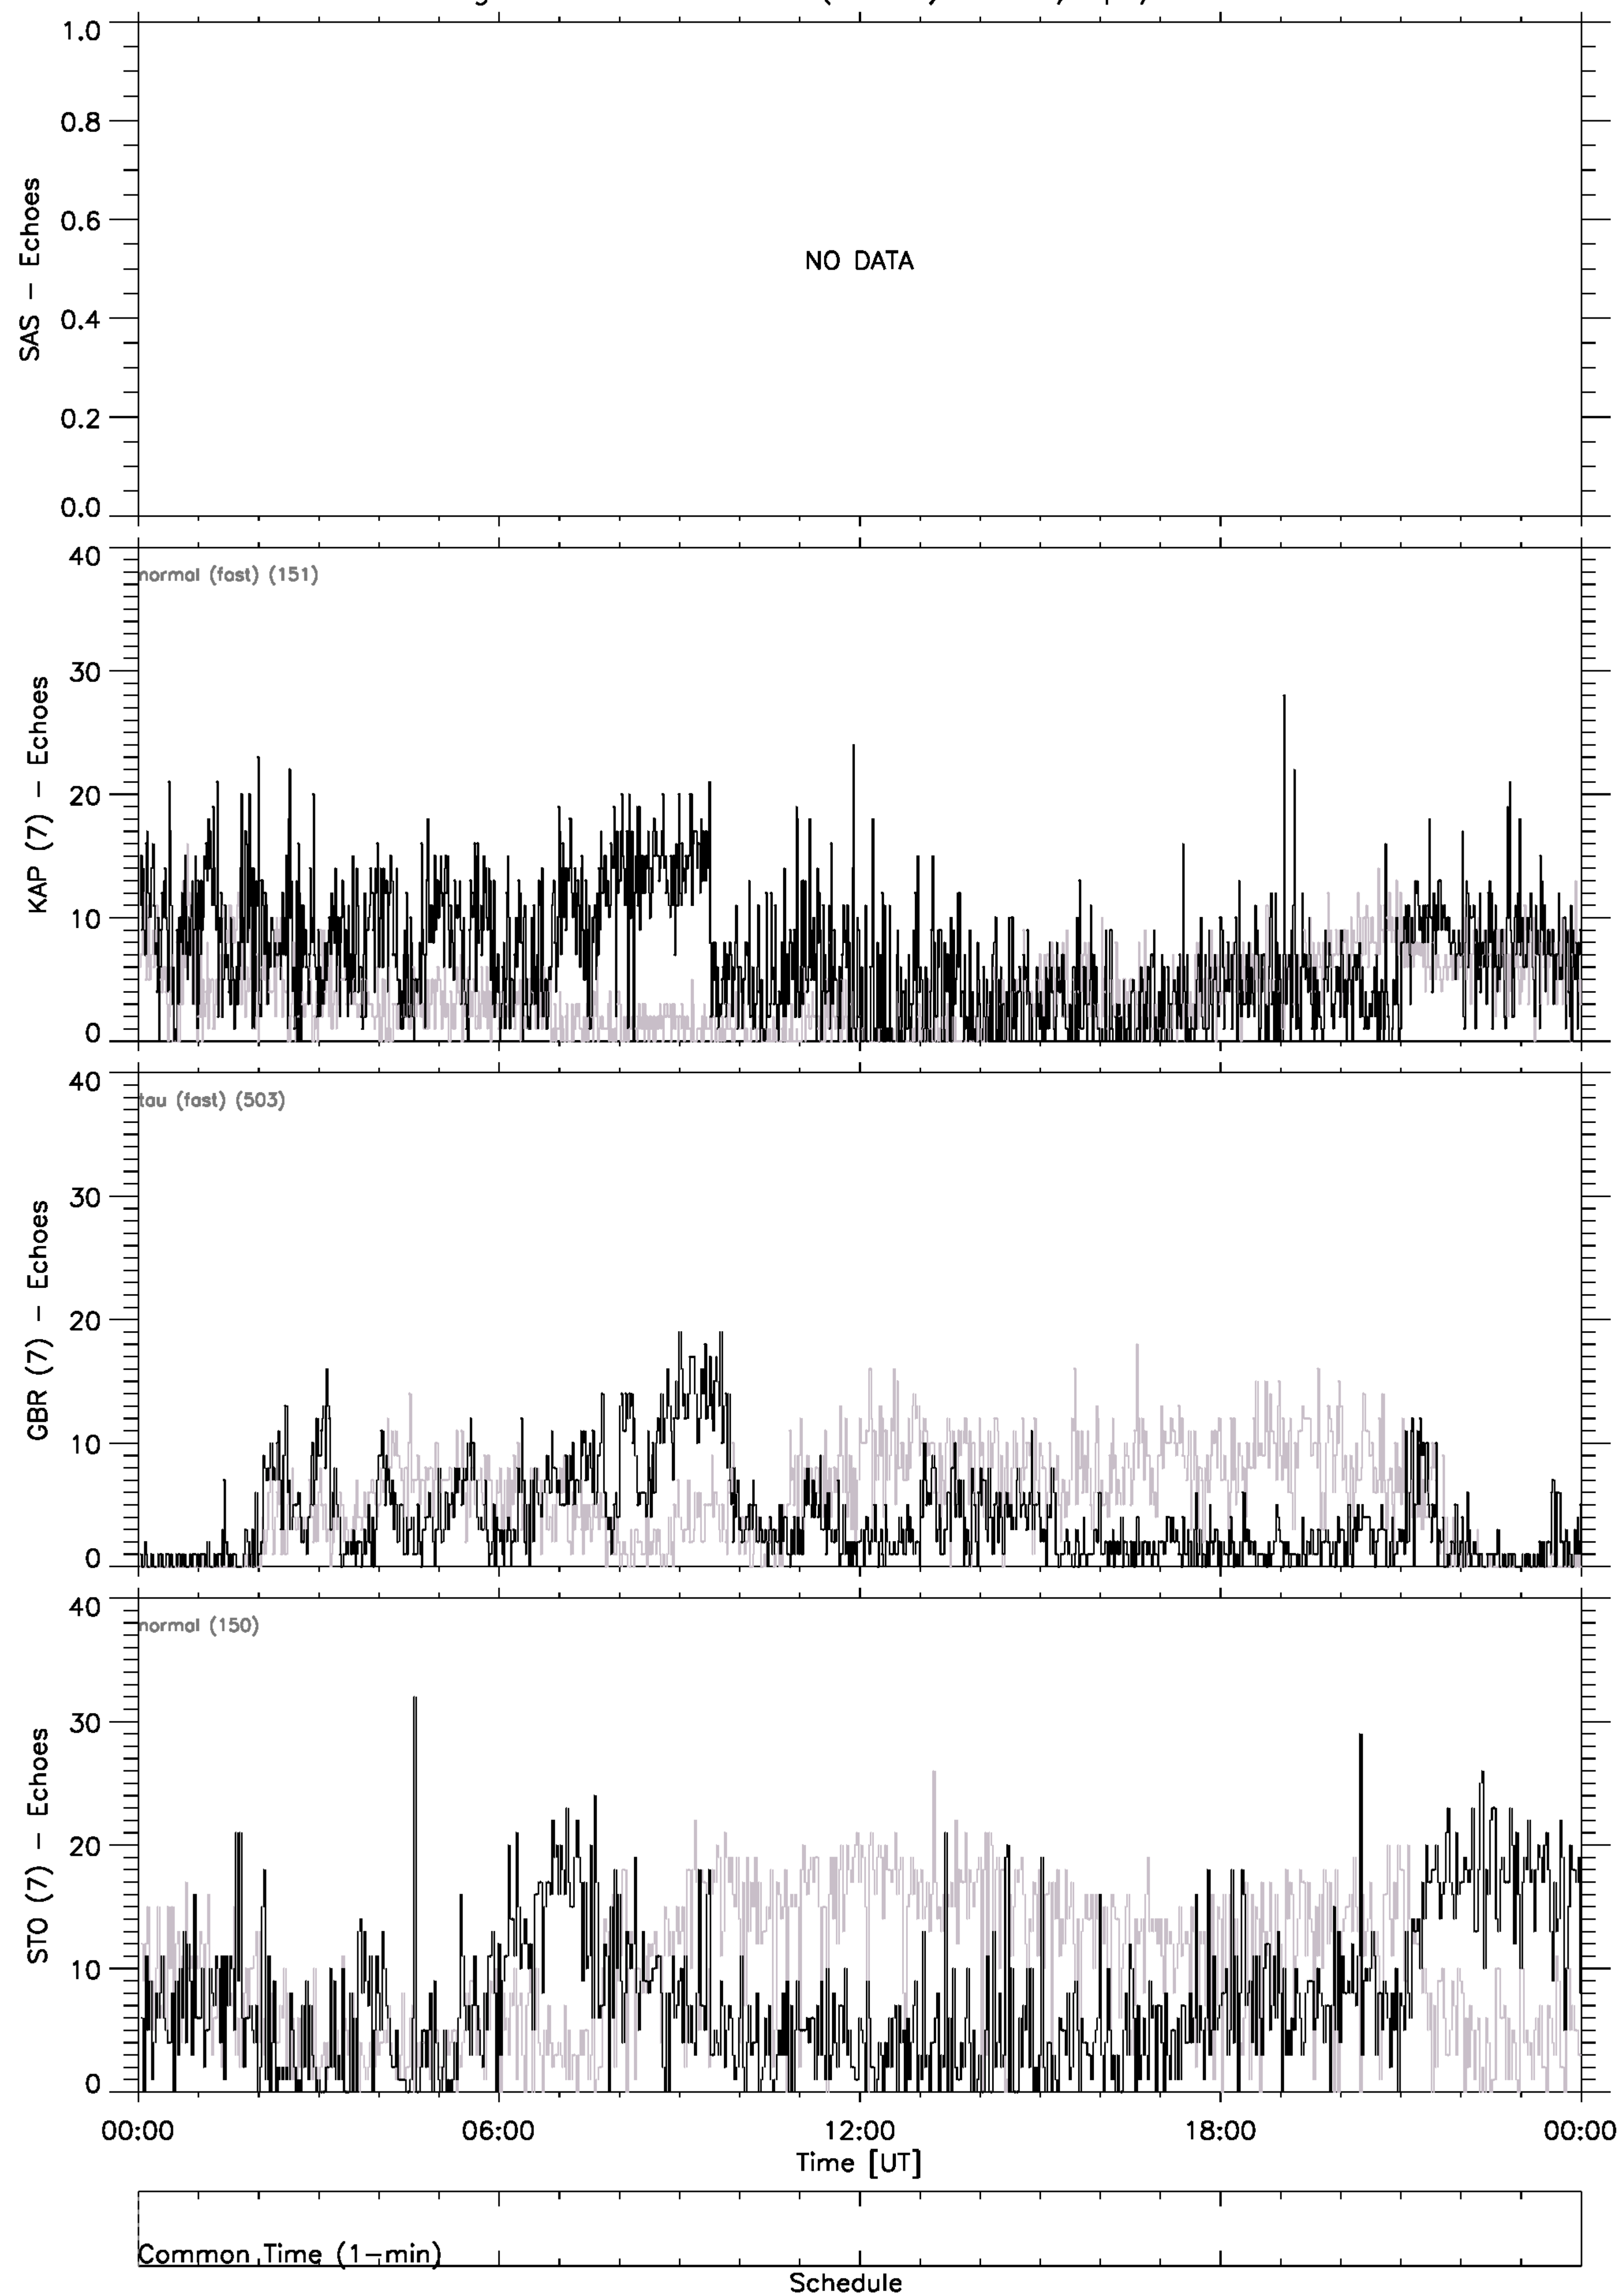 1.0
0.8
0.6
0.4
0.2
0.0
SAS - Echoes
NO DATA
40
30
20
10
0
KAP (7) - Echoes
normal (fast) (151)
40
30
20
10
0
GBR (7) - Echoes
tau (fast) (503)
40
30
20
10
0
STO (7) - Echoes
normal (150)
00:00 06:00 12:00 18:00 00:00
Time [UT]
Common Time (1-min)
Schedule